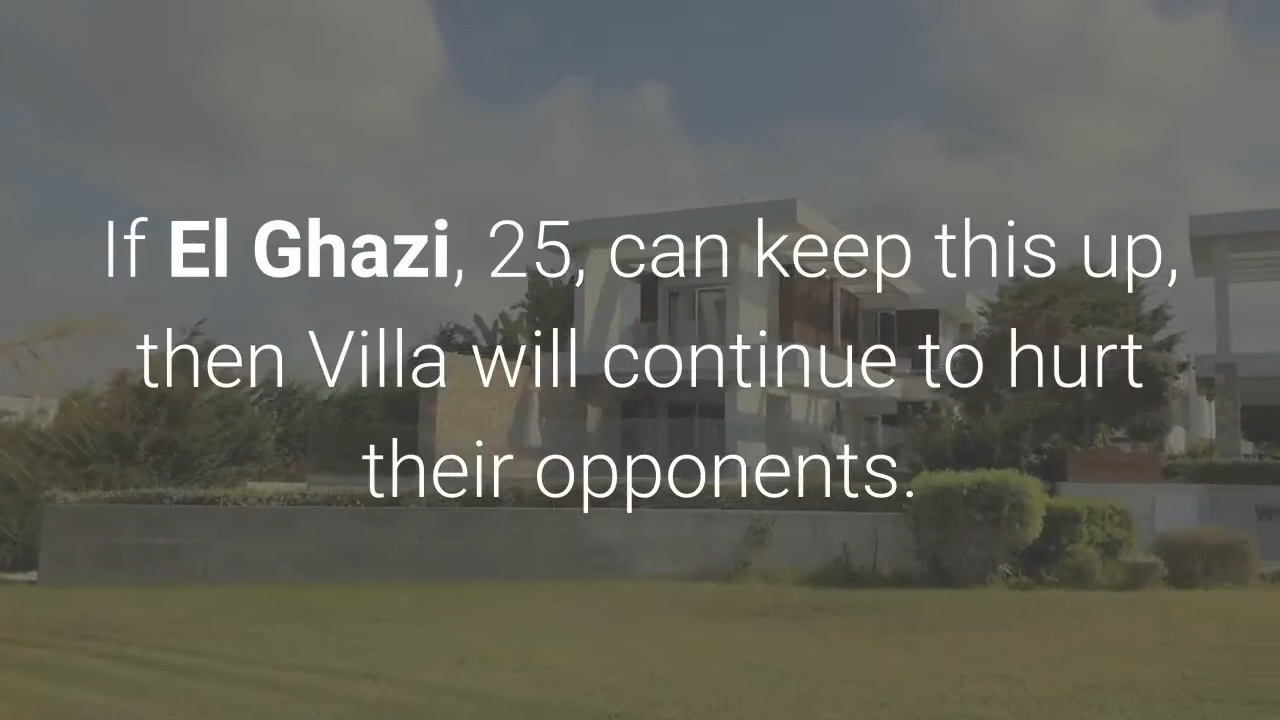 If El Ghazi, 25, can keep this up,
then Villa will continue to hurt
their opponents.